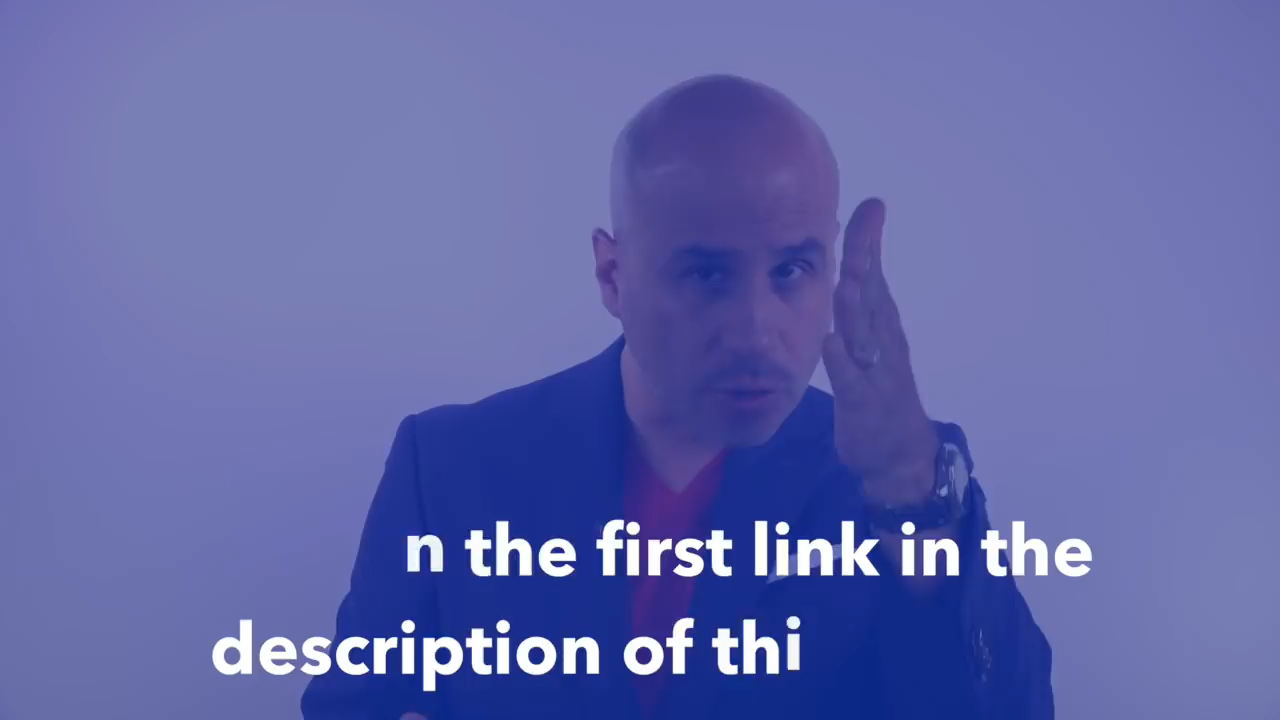 n the first link in the
description of thi